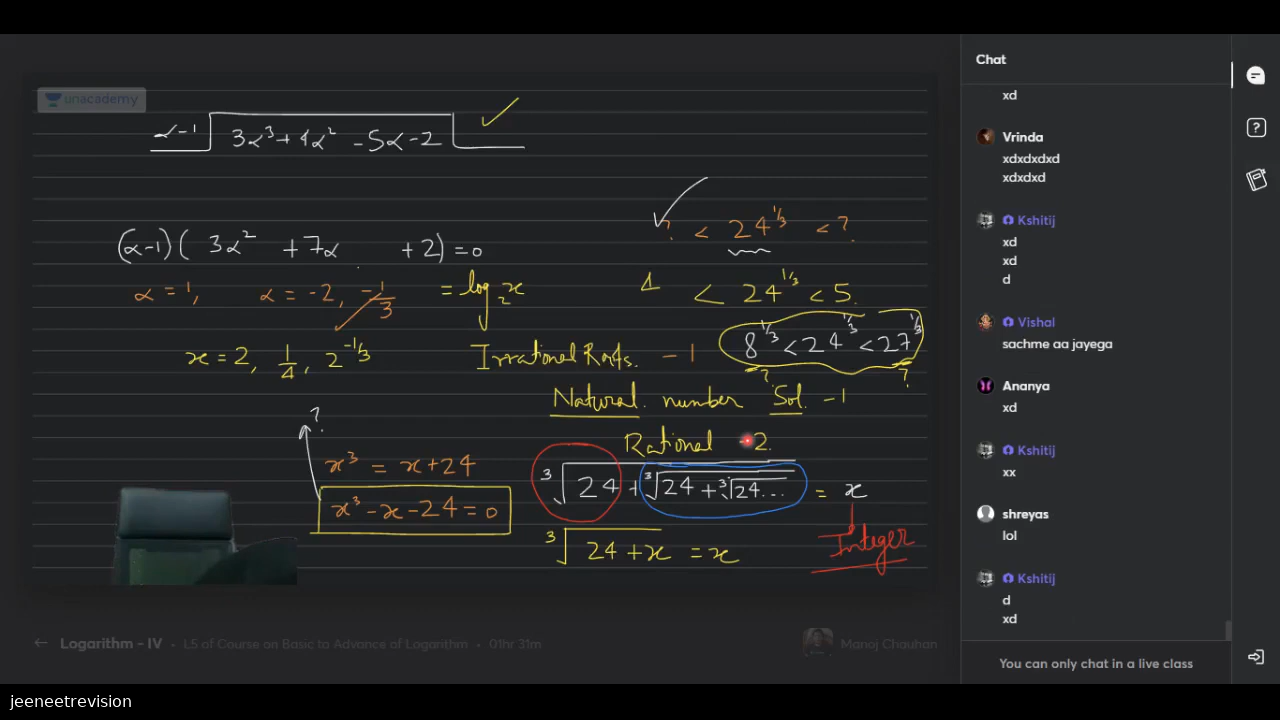 unacademy
α-1 | 3α³+4α² -5α-2
(α-1)( 3α² +7α +2)=0
α=1, α=-2, -1/3 = log₂x
x=2, 1/4, 2^(-1/3)
? < 24^(1/3) < ?
< 24^(1/3) < 5.
8^(1/3) < 24^(1/3) < 27^(1/3)
? ?
Irrational Roots. -1
Natural number Sol. -1
Rational -2.
?
x³ = x+24
x³-x-24=0
∛(24+∛(24+∛(24...))) = x
Integer
∛(24+x) = x
Logarithm - IV • L5 of Course on Basic to Advance of Logarithm • 01hr 31m
Manoj Chauhan
Chat
xd
Vrinda
xdxdxdxd
xdxdxd
Kshitij
xd
xd
d
Vishal
sachme aa jayega
Ananya
xd
Kshitij
xx
shreyas
lol
Kshitij
d
xd
You can only chat in a live class
?
jeeneetrevision